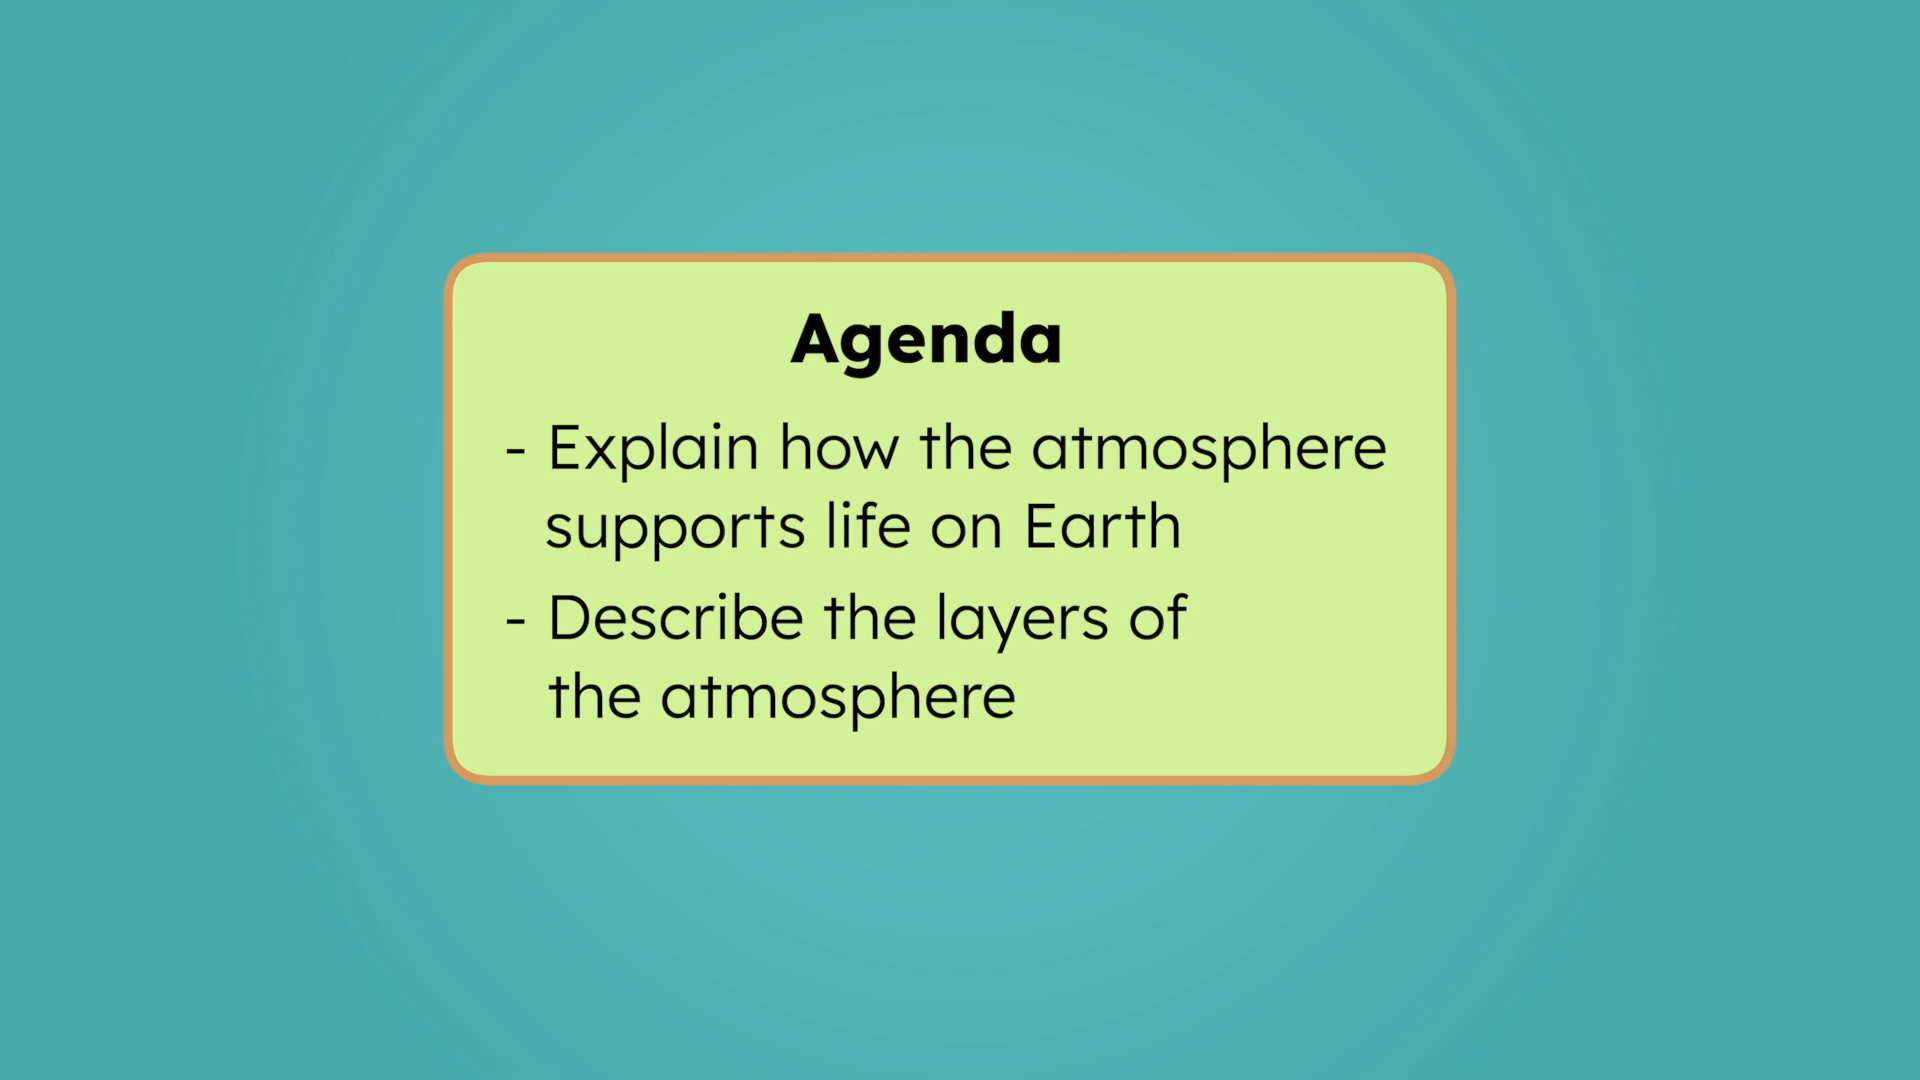 Agenda
- Explain how the atmosphere
supports life on Earth
- Describe the layers of
the atmosphere